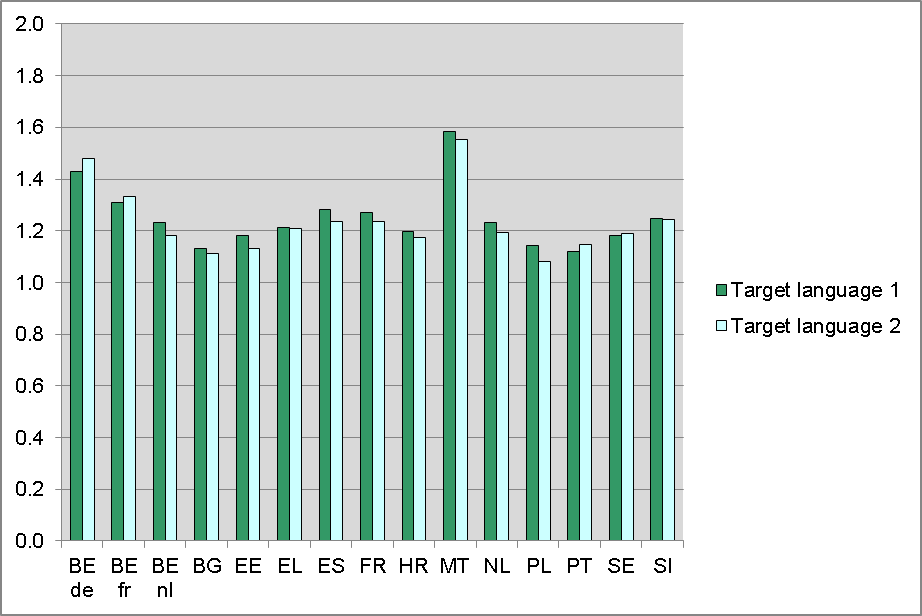 2.0
1.8
1.6
1.4
1.2
1.0
0.8
0.6
0.4
0.2
0.0
BE de
BE fr
BE nl
BG
EE
EL
ES
FR
HR
MT
NL
PL
PT
SE
SI
Target language 1
Target language 2